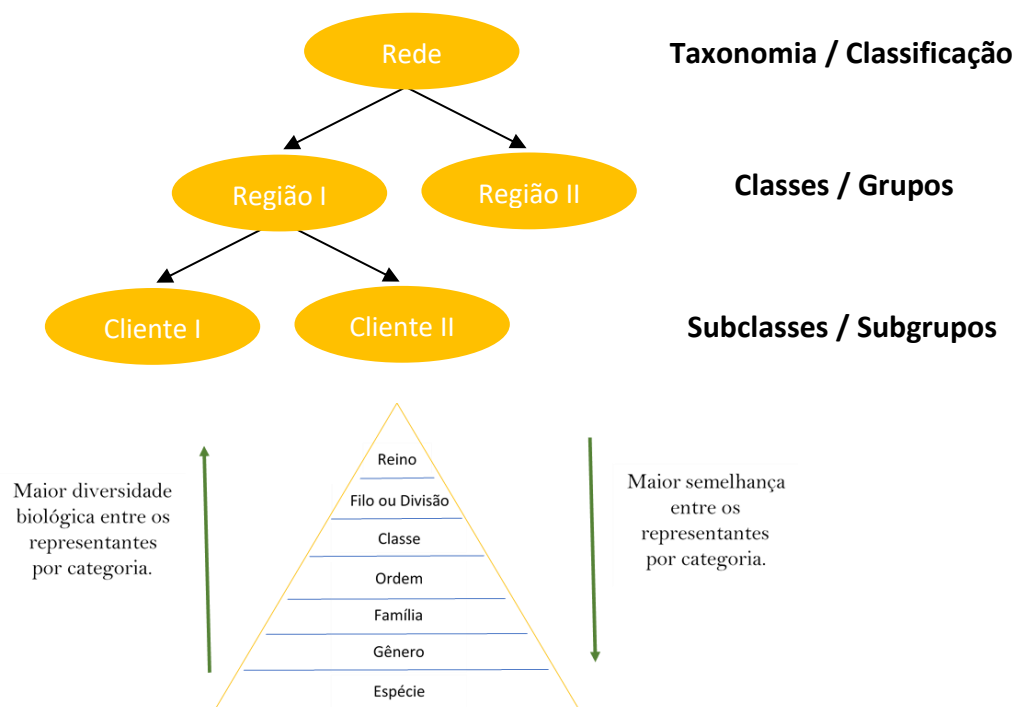 Rede
Taxonomia / Classificação
Região I
Região II
Classes / Grupos
Cliente I
Cliente II
Subclasses / Subgrupos
Maior diversidade
biológica entre os
representantes
por categoria.
Reino
Filo ou Divisão
Classe
Ordem
Família
Gênero
Espécie
Maior semelhança
entre os
representantes
por categoria.